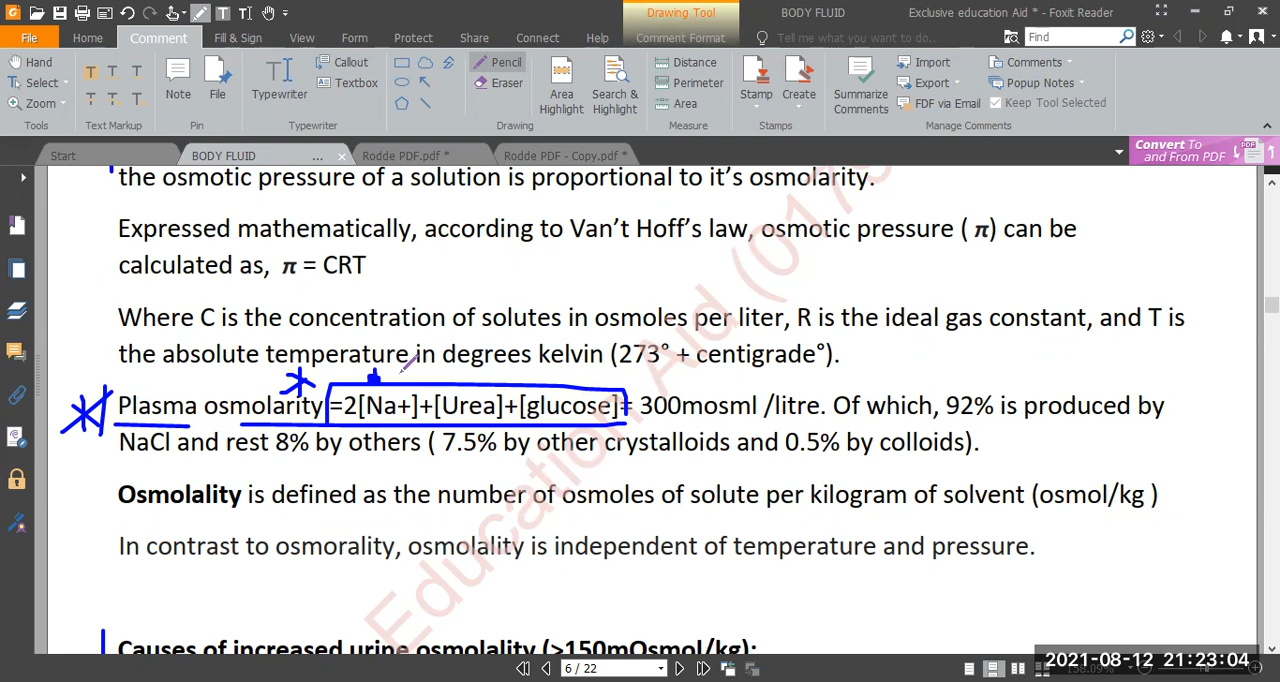 Drawing Tool
BODY FLUID
Exclusive education Aid * - Foxit Reader
File Home Comment Fill & Sign View Form Protect Share Connect Help Comment Format Tell me what you want to do.. Find
Hand
Select
Zoom
Tools
Text Markup
Note
File
Pin
Typewriter
Callout
Textbox
Typewriter
Pencil
Eraser
Area Highlight
Search & Highlight
Drawing
Distance
Perimeter
Area
Measure
Stamp
Create
Stamps
Summarize Comments
Import
Export
FDF via Email
Comments
Popup Notes
Keep Tool Selected
Manage Comments
Start
BODY FLUID ...
Rodde PDF.pdf *
Rodde PDF - Copy.pdf *
Convert To
and From PDF
the osmotic pressure of a solution is proportional to it's osmolarity.
Expressed mathematically, according to Van't Hoff's law, osmotic pressure ( π) can be
calculated as, π = CRT
Where C is the concentration of solutes in osmoles per liter, R is the ideal gas constant, and T is
the absolute temperature in degrees kelvin (273° + centigrade°).
Plasma osmolarity =2[Na+]+[Urea]+[glucose]= 300mosml /litre. Of which, 92% is produced by
NaCl and rest 8% by others ( 7.5% by other crystalloids and 0.5% by colloids).
Osmolality is defined as the number of osmoles of solute per kilogram of solvent (osmol/kg )
In contrast to osmorality, osmolality is independent of temperature and pressure.
Causes of increased urine osmolality (>150mOsmol/kg):
Education Aid (017
6 / 22
2021-08-12 21:23:04